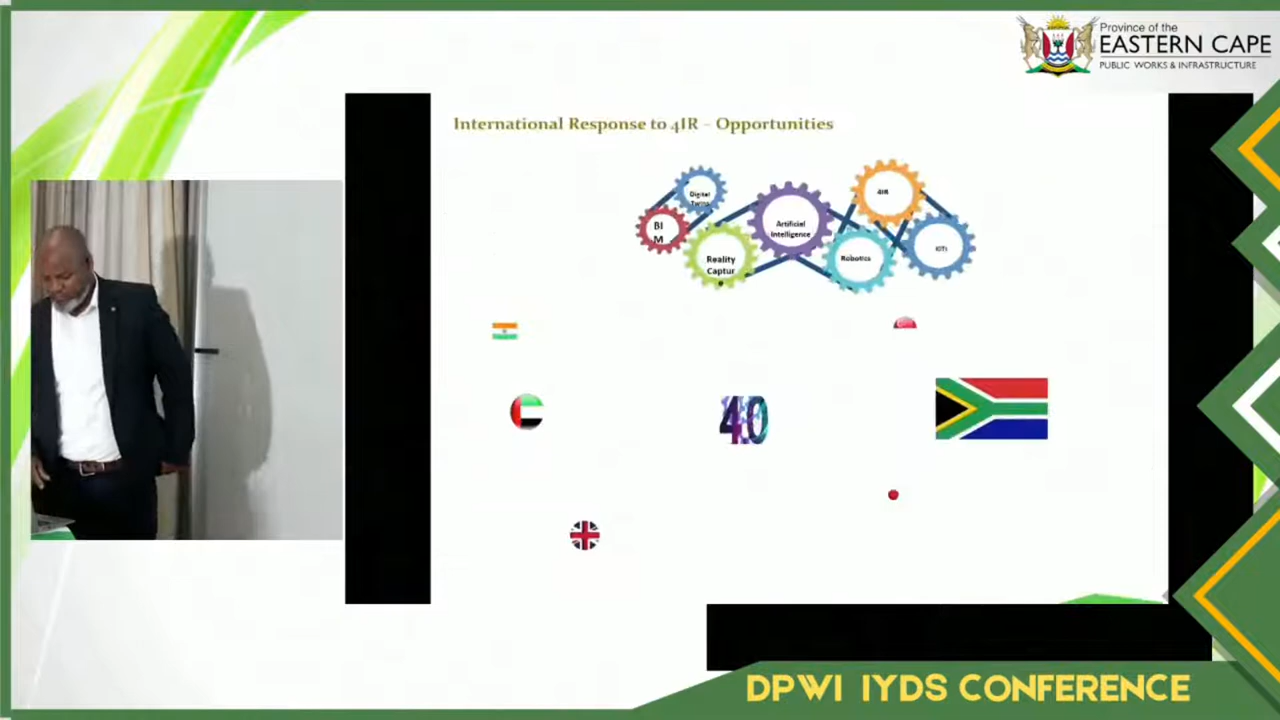 Province of the
EASTERN CAPE
PUBLIC WORKS & INFRASTRUCTURE
International Response to 4IR – Opportunities
Digital
Twins
BI
M
Reality
Captur
Artificial
Intelligence
4IR
Robotics
IOTs
4.0
DPWI IYDS CONFERENCE